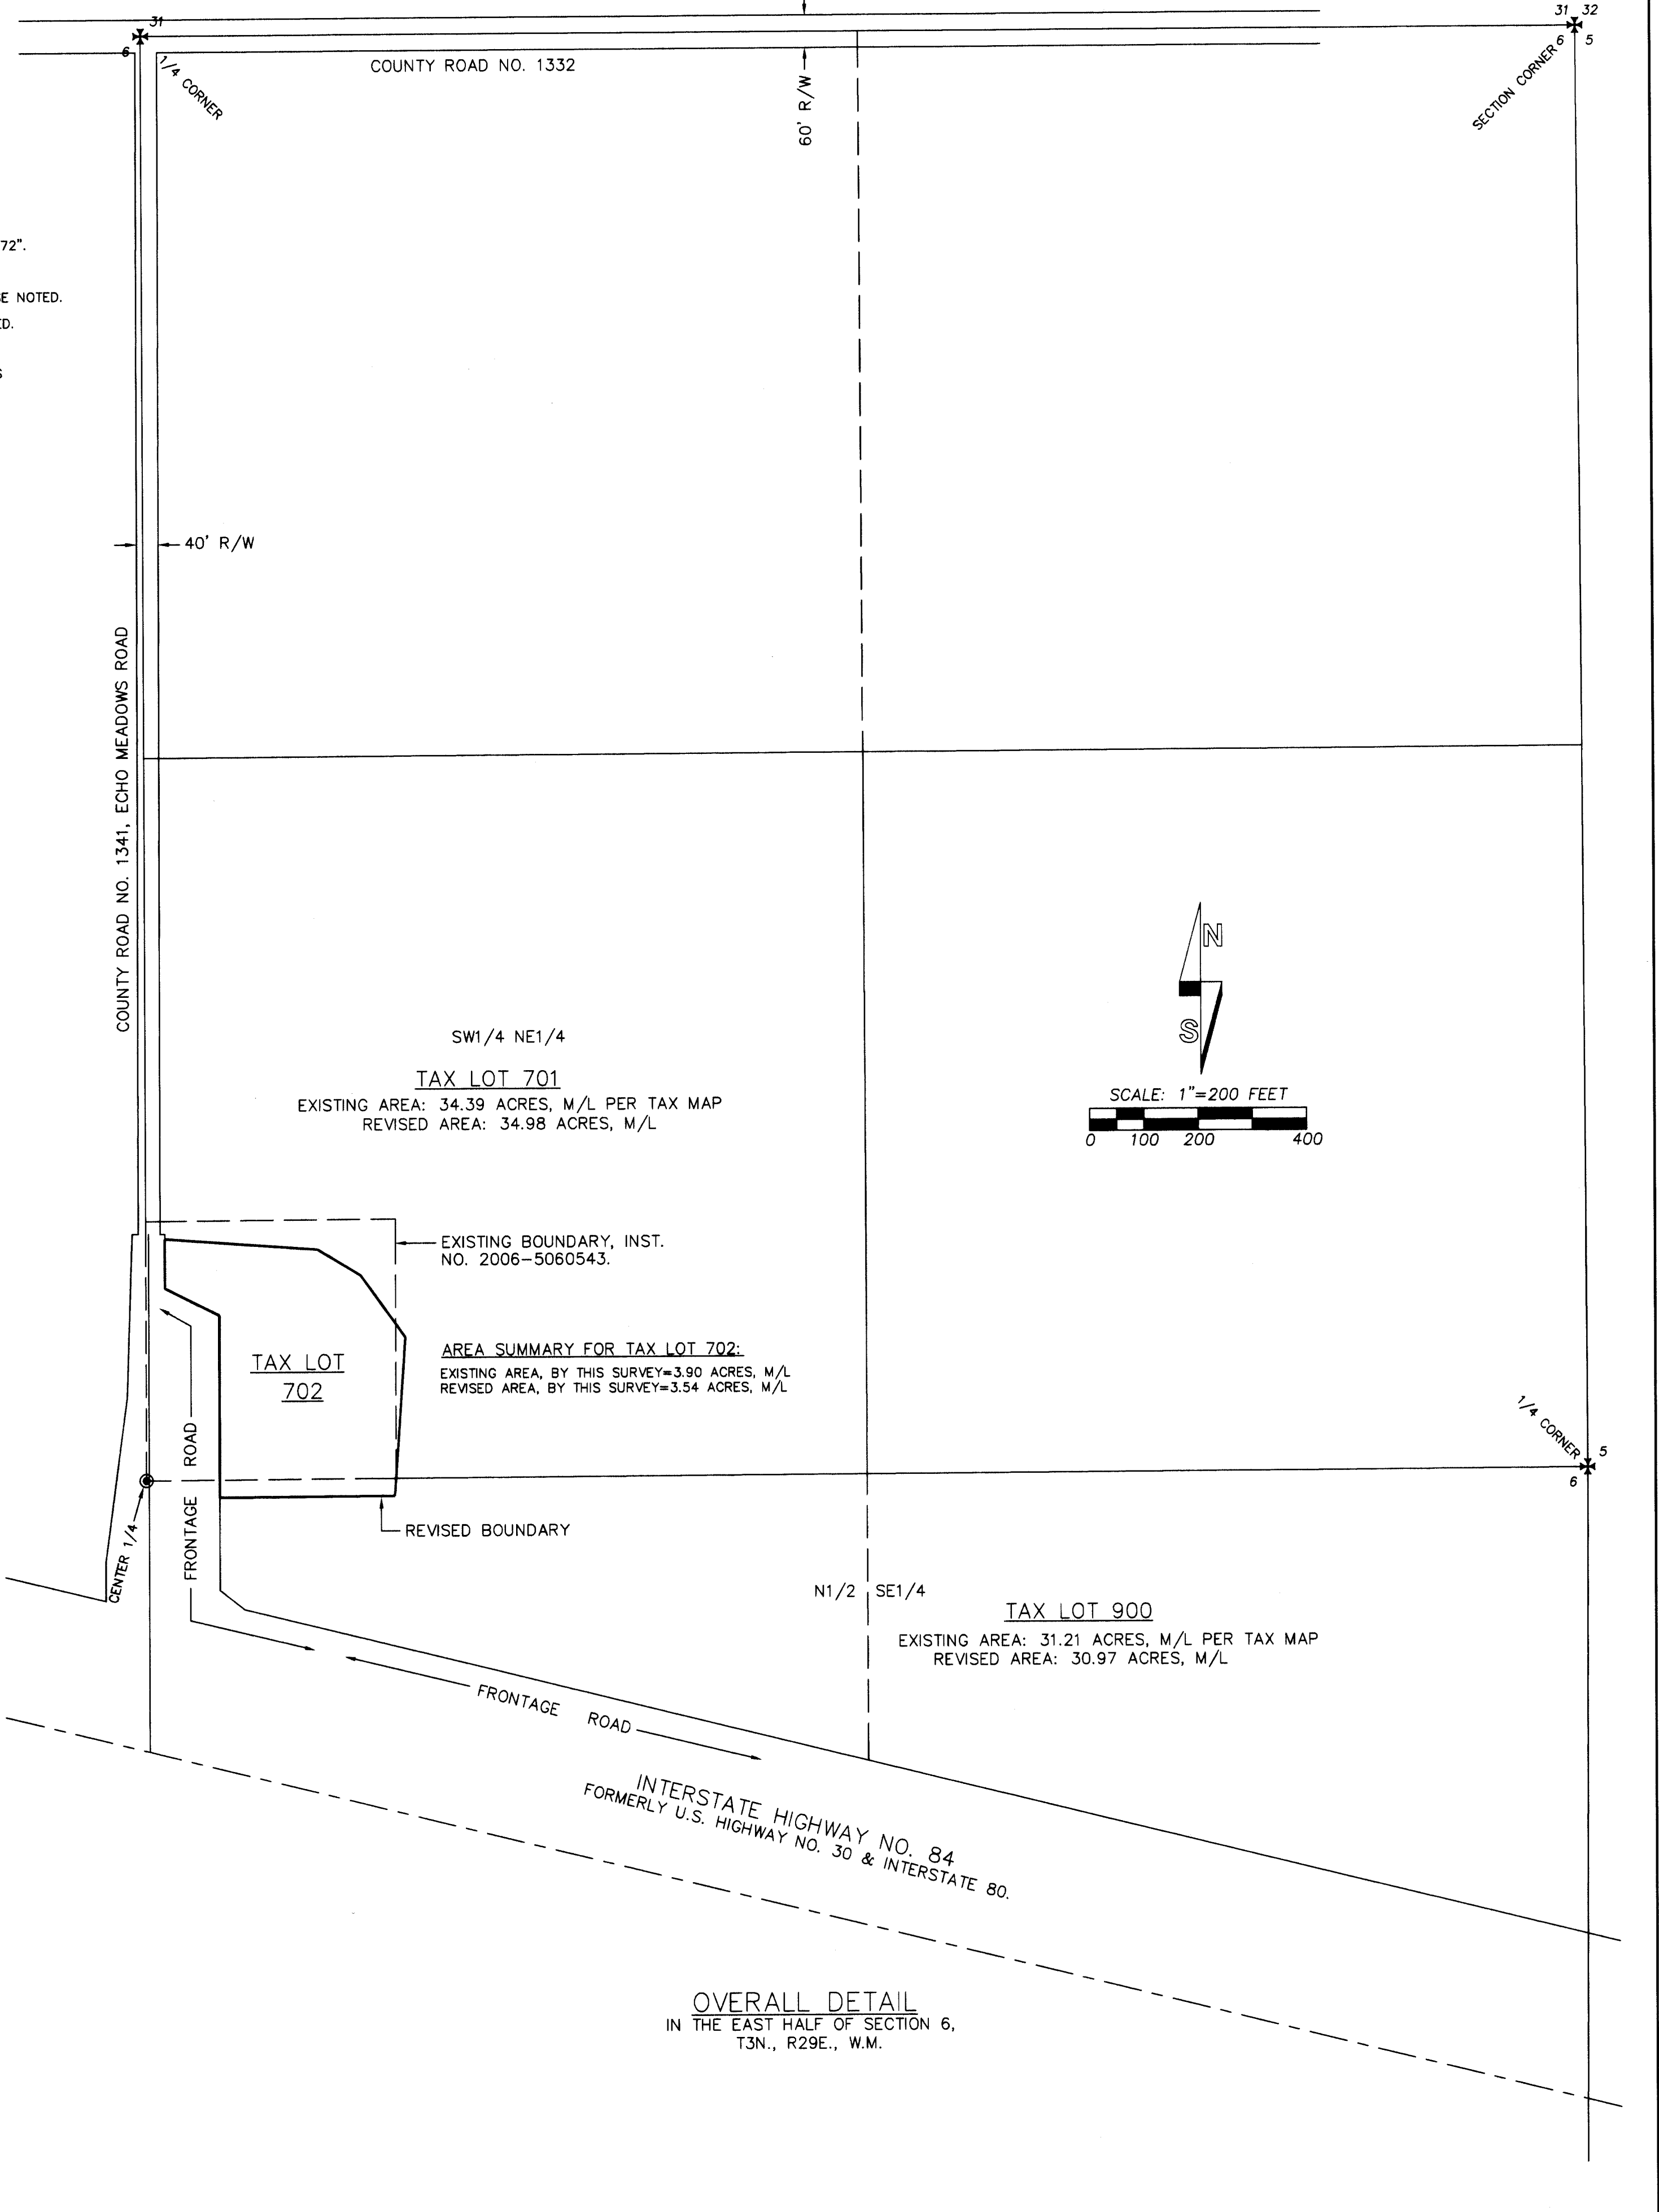 31
6
1/4 CORNER
COUNTY ROAD NO. 1332
60' R/W
31 32
6 5
SECTION CORNER
72".
E NOTED.
ED.
S
40' R/W
COUNTY ROAD NO. 1341, ECHO MEADOWS ROAD
N
S
SCALE: 1"=200 FEET
0 100 200 400
SW1/4 NE1/4
TAX LOT 701
EXISTING AREA: 34.39 ACRES, M/L PER TAX MAP
REVISED AREA: 34.98 ACRES, M/L
EXISTING BOUNDARY, INST.
NO. 2006-5060543.
AREA SUMMARY FOR TAX LOT 702:
EXISTING AREA, BY THIS SURVEY=3.90 ACRES, M/L
REVISED AREA, BY THIS SURVEY=3.54 ACRES, M/L
TAX LOT
702
FRONTAGE ROAD
1/4 CORNER
5
6
CENTER 1/4
REVISED BOUNDARY
N1/2 SE1/4
TAX LOT 900
EXISTING AREA: 31.21 ACRES, M/L PER TAX MAP
REVISED AREA: 30.97 ACRES, M/L
FRONTAGE ROAD
INTERSTATE HIGHWAY NO. 84
FORMERLY U.S. HIGHWAY NO. 30 & INTERSTATE 80.
OVERALL DETAIL
IN THE EAST HALF OF SECTION 6,
T3N., R29E., W.M.